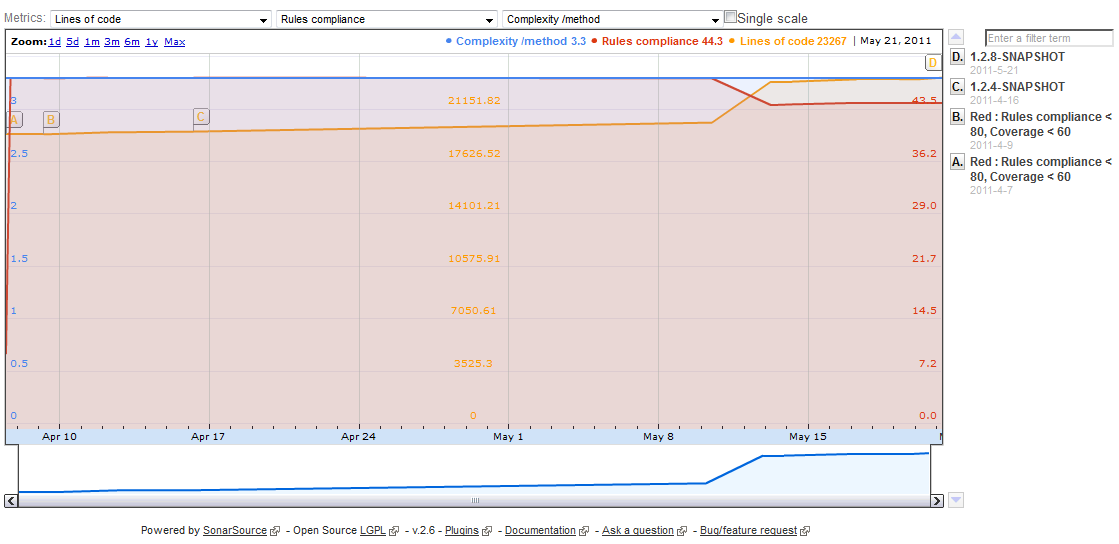 Metrics: Lines of code Rules compliance Complexity /method Single scale
Zoom: 1d 5d 1m 3m 6m 1y Max
Complexity /method 3.3 Rules compliance 44.3 Lines of code 23267 | May 21, 2011
Enter a filter term
D. 1.2.8-SNAPSHOT
2011-5-21
C. 1.2.4-SNAPSHOT
2011-4-16
B. Red : Rules compliance <
80, Coverage < 60
2011-4-9
A. Red : Rules compliance <
80, Coverage < 60
2011-4-7
D
3 21151.82 43.5
A B C
2.5 17626.52 36.2
2 14101.21 29.0
1.5 10575.91 21.7
1 7050.61 14.5
0.5 3525.3 7.2
0 0 0.0
Apr 10 Apr 17 Apr 24 May 1 May 8 May 15
Powered by SonarSource - Open Source LGPL - v.2.6 - Plugins - Documentation - Ask a question - Bug/feature request